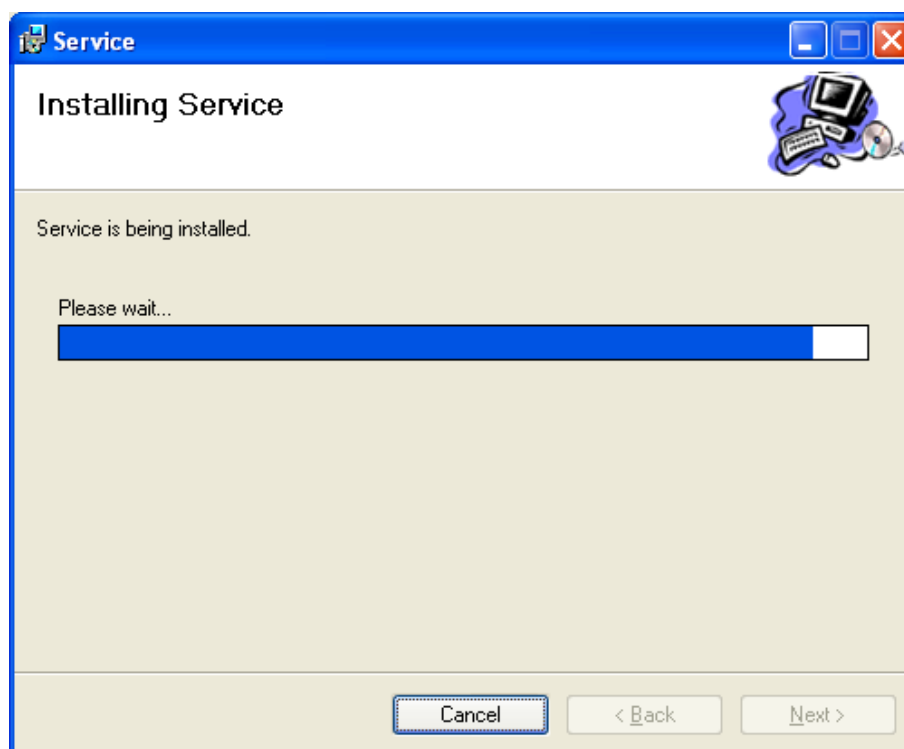 Service
Installing Service
Service is being installed.
Please wait...
Cancel
< Back
Next >